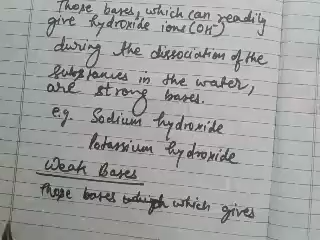 Those bases, which can readily
give hydroxide ions (OH⁻)
during the dissociation of the
substances in the water,
are strong bases.
e.g. Sodium hydroxide
Potassium hydroxide
Weak Bases
Those bases which gives